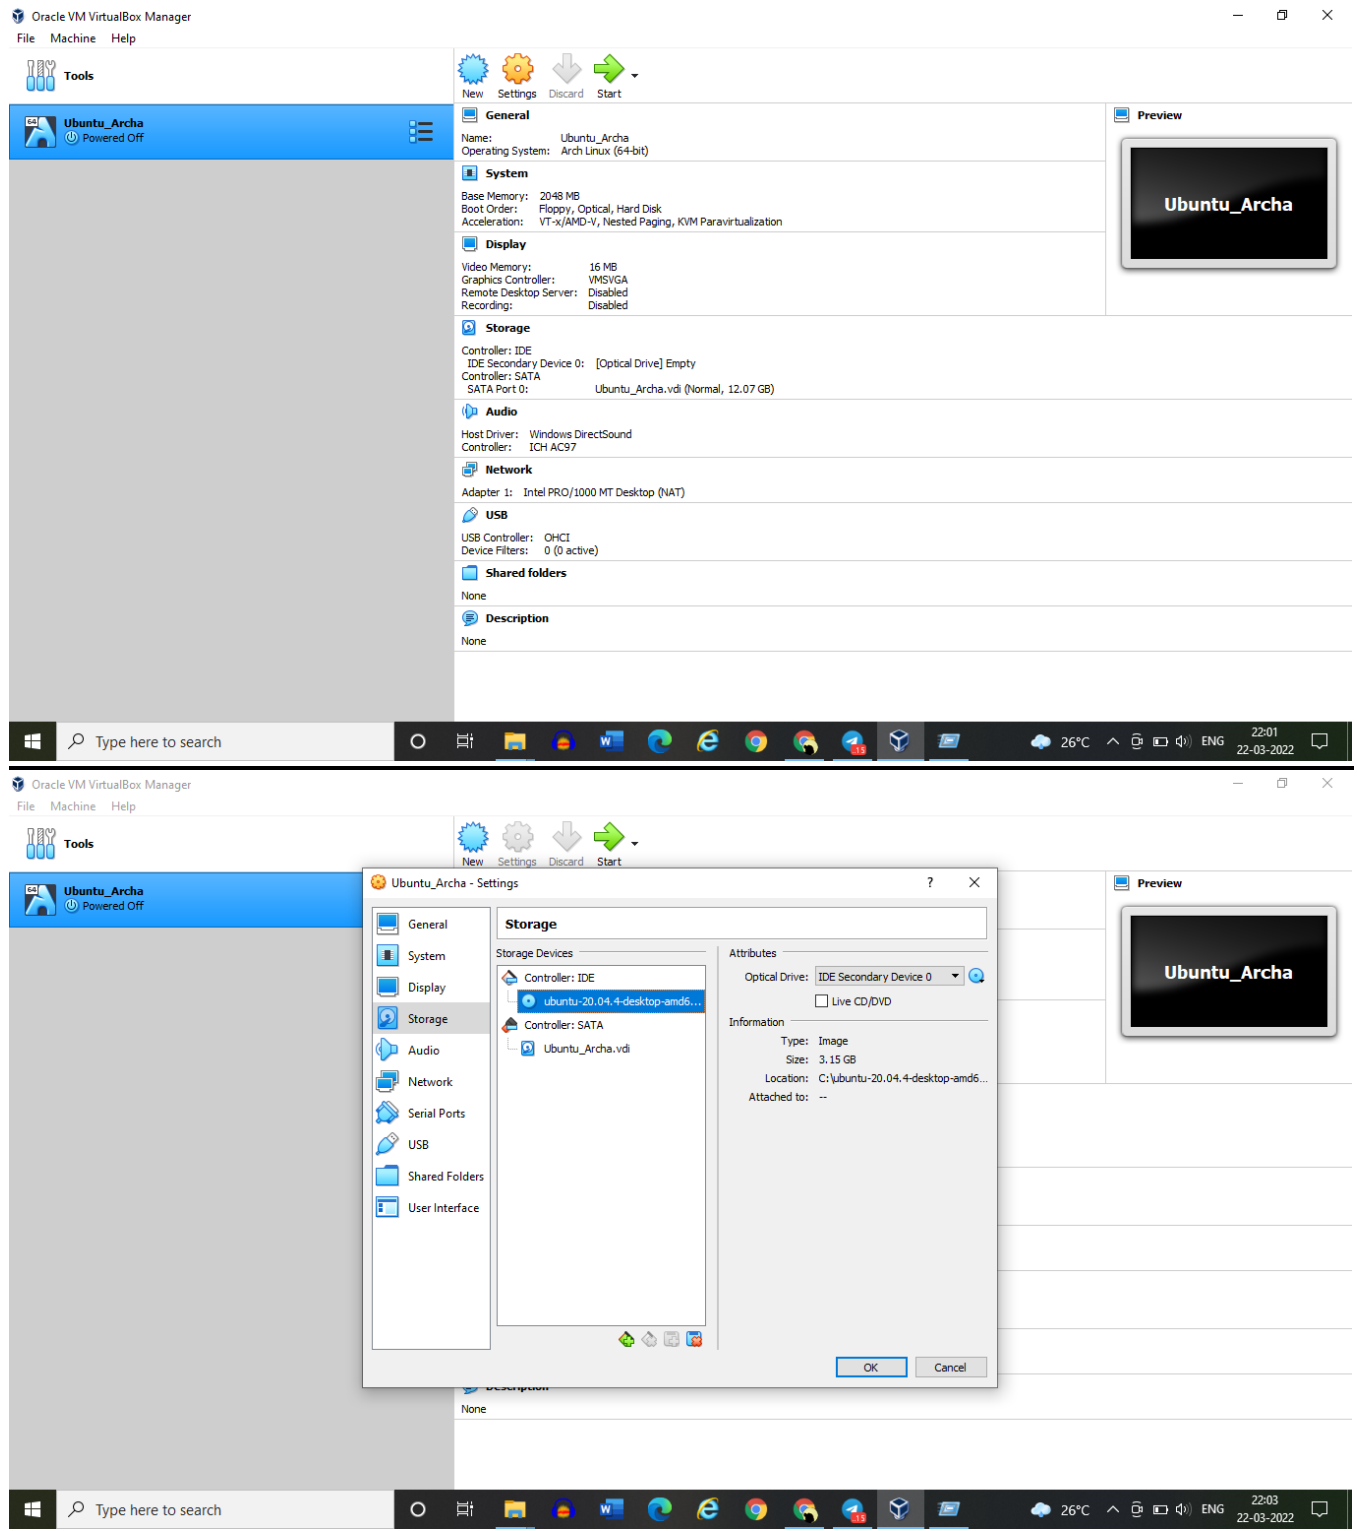 Oracle VM VirtualBox Manager
File Machine Help
Tools
New Settings Discard Start
64
Ubuntu_Archa
Powered Off
General
Name: Ubuntu_Archa
Operating System: Arch Linux (64-bit)
Preview
Ubuntu_Archa
System
Base Memory: 2048 MB
Boot Order: Floppy, Optical, Hard Disk
Acceleration: VT-x/AMD-V, Nested Paging, KVM Paravirtualization
Display
Video Memory: 16 MB
Graphics Controller: VMSVGA
Remote Desktop Server: Disabled
Recording: Disabled
Storage
Controller: IDE
IDE Secondary Device 0: [Optical Drive] Empty
Controller: SATA
SATA Port 0: Ubuntu_Archa.vdi (Normal, 12.07 GB)
Audio
Host Driver: Windows DirectSound
Controller: ICH AC97
Network
Adapter 1: Intel PRO/1000 MT Desktop (NAT)
USB
USB Controller: OHCI
Device Filters: 0 (0 active)
Shared folders
None
Description
None
Type here to search
W
15
26°C
ENG
22:01
22-03-2022
Oracle VM VirtualBox Manager
File Machine Help
Tools
New Settings Discard Start
64
Ubuntu_Archa
Powered Off
Preview
Ubuntu_Archa
Ubuntu_Archa - Settings
?
General
System
Display
Storage
Audio
Network
Serial Ports
USB
Shared Folders
User Interface
Storage
Storage Devices
Controller: IDE
ubuntu-20.04.4-desktop-amd6...
Controller: SATA
Ubuntu_Archa.vdi
Attributes
Optical Drive: IDE Secondary Device 0
Live CD/DVD
Information
Type: Image
Size: 3.15 GB
Location: C:\ubuntu-20.04.4-desktop-amd6...
Attached to: --
OK Cancel
Description
None
Type here to search
W
15
26°C
ENG
22:03
22-03-2022